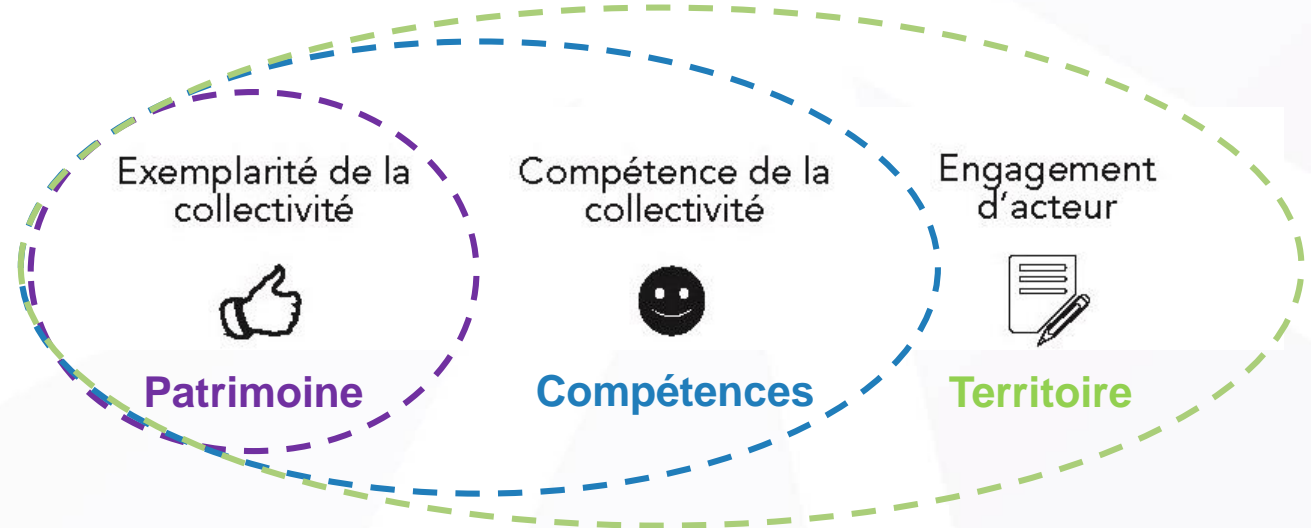 Exemplarité de la
collectivité
Patrimoine
Compétence de la
collectivité
Compétences
Engagement
d'acteur
Territoire